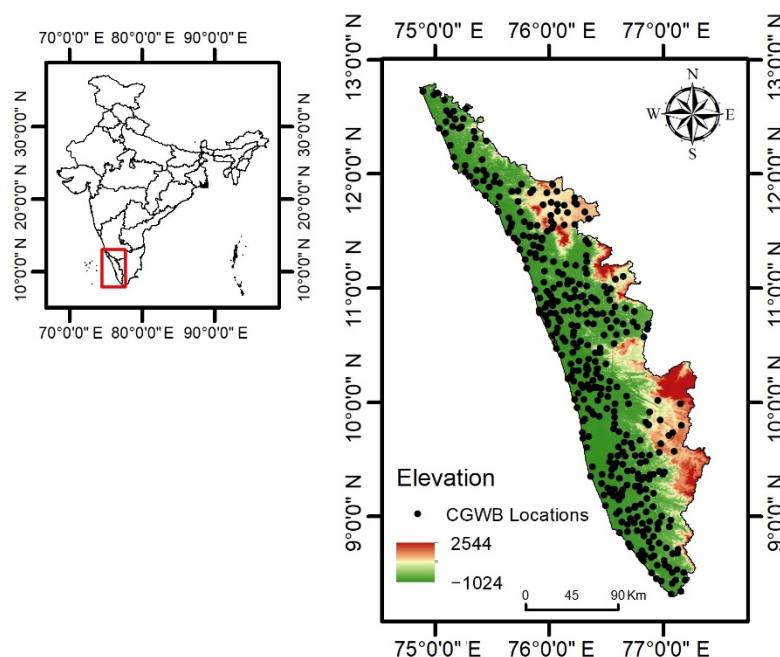 70°0'0" E 80°0'0" E 90°0'0" E
30°0'0" N
20°0'0" N
10°0'0" N
30°0'0" N
20°0'0" N
10°0'0" N
70°0'0" E 80°0'0" E 90°0'0" E
75°0'0" E 76°0'0" E 77°0'0" E
13°0'0" N
12°0'0" N
11°0'0" N
10°0'0" N
9°0'0" N
N
W E
S
13°0'0" N
12°0'0" N
11°0'0" N
10°0'0" N
9°0'0" N
Elevation
CGWB Locations
2544
−1024
0 45 90 Km
75°0'0" E 76°0'0" E 77°0'0" E